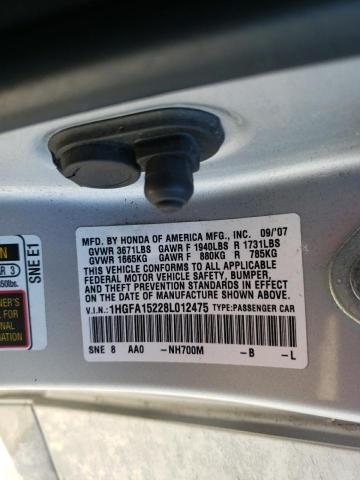 MFD. BY HONDA OF AMERICA MFG., INC. 09/'07
GVWR 3671LBS GAWR F 1940LBS R 1731LBS
GVWR 1665KG GAWR F 880KG R 785KG
THIS VEHICLE CONFORMS TO ALL APPLICABLE
FEDERAL MOTOR VEHICLE SAFETY, BUMPER,
AND THEFT PREVENTION STANDARDS IN EFFECT
ON THE DATE OF MANUFACTURE SHOWN ABOVE.
V.I.N.: 1HGFA15228L012475 TYPE:PASSENGER CAR
SNE 8 AA0 -NH700M -B -L
SNE E1
AR 3